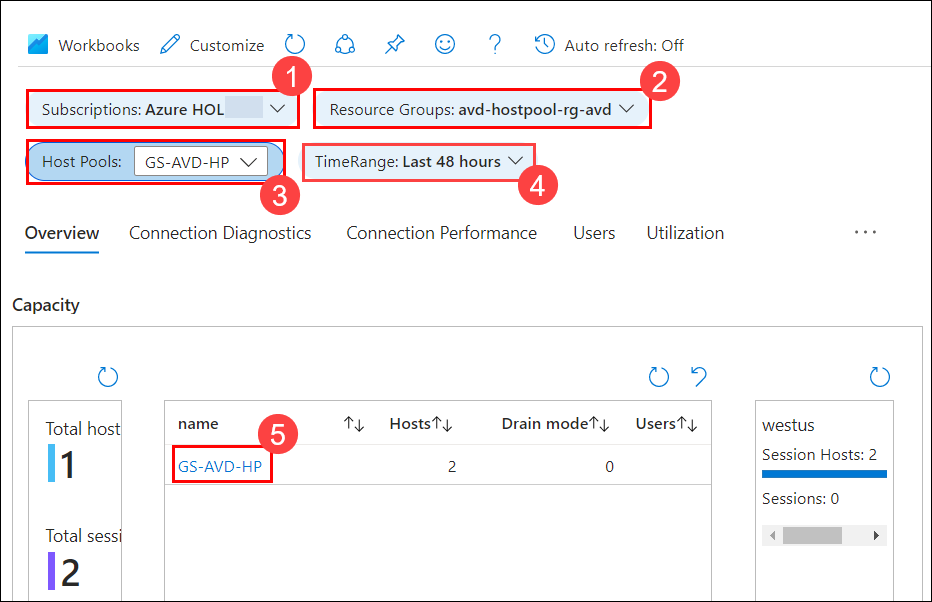 Workbooks Customize ? Auto refresh: Off
1 2
Subscriptions: Azure HOL Resource Groups: avd-hostpool-rg-avd
Host Pools: GS-AVD-HP TimeRange: Last 48 hours
3 4
Overview Connection Diagnostics Connection Performance Users Utilization ...
Capacity
Total host
1
Total sessi
2
name Hosts Drain mode Users
5
GS-AVD-HP 2 0
westus
Session Hosts: 2
Sessions: 0